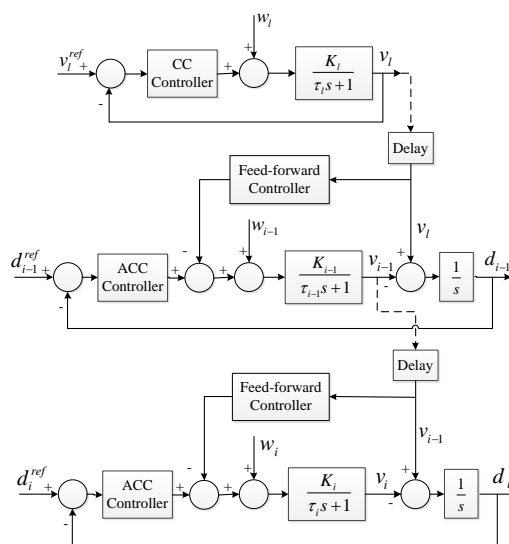 w_l
v_l^{ref} + -
CC Controller
+ +
K_l / (τ_l s + 1)
v_l
Delay
Feed-forward Controller
w_{i-1}
v_l
d_{i-1}^{ref} + -
ACC Controller
+ - + +
K_{i-1} / (τ_{i-1} s + 1)
v_{i-1}
+ -
1 / s
d_{i-1}
Delay
Feed-forward Controller
w_i
v_{i-1}
d_i^{ref} + -
ACC Controller
+ - + +
K_i / (τ_i s + 1)
v_i
+ -
1 / s
d_i